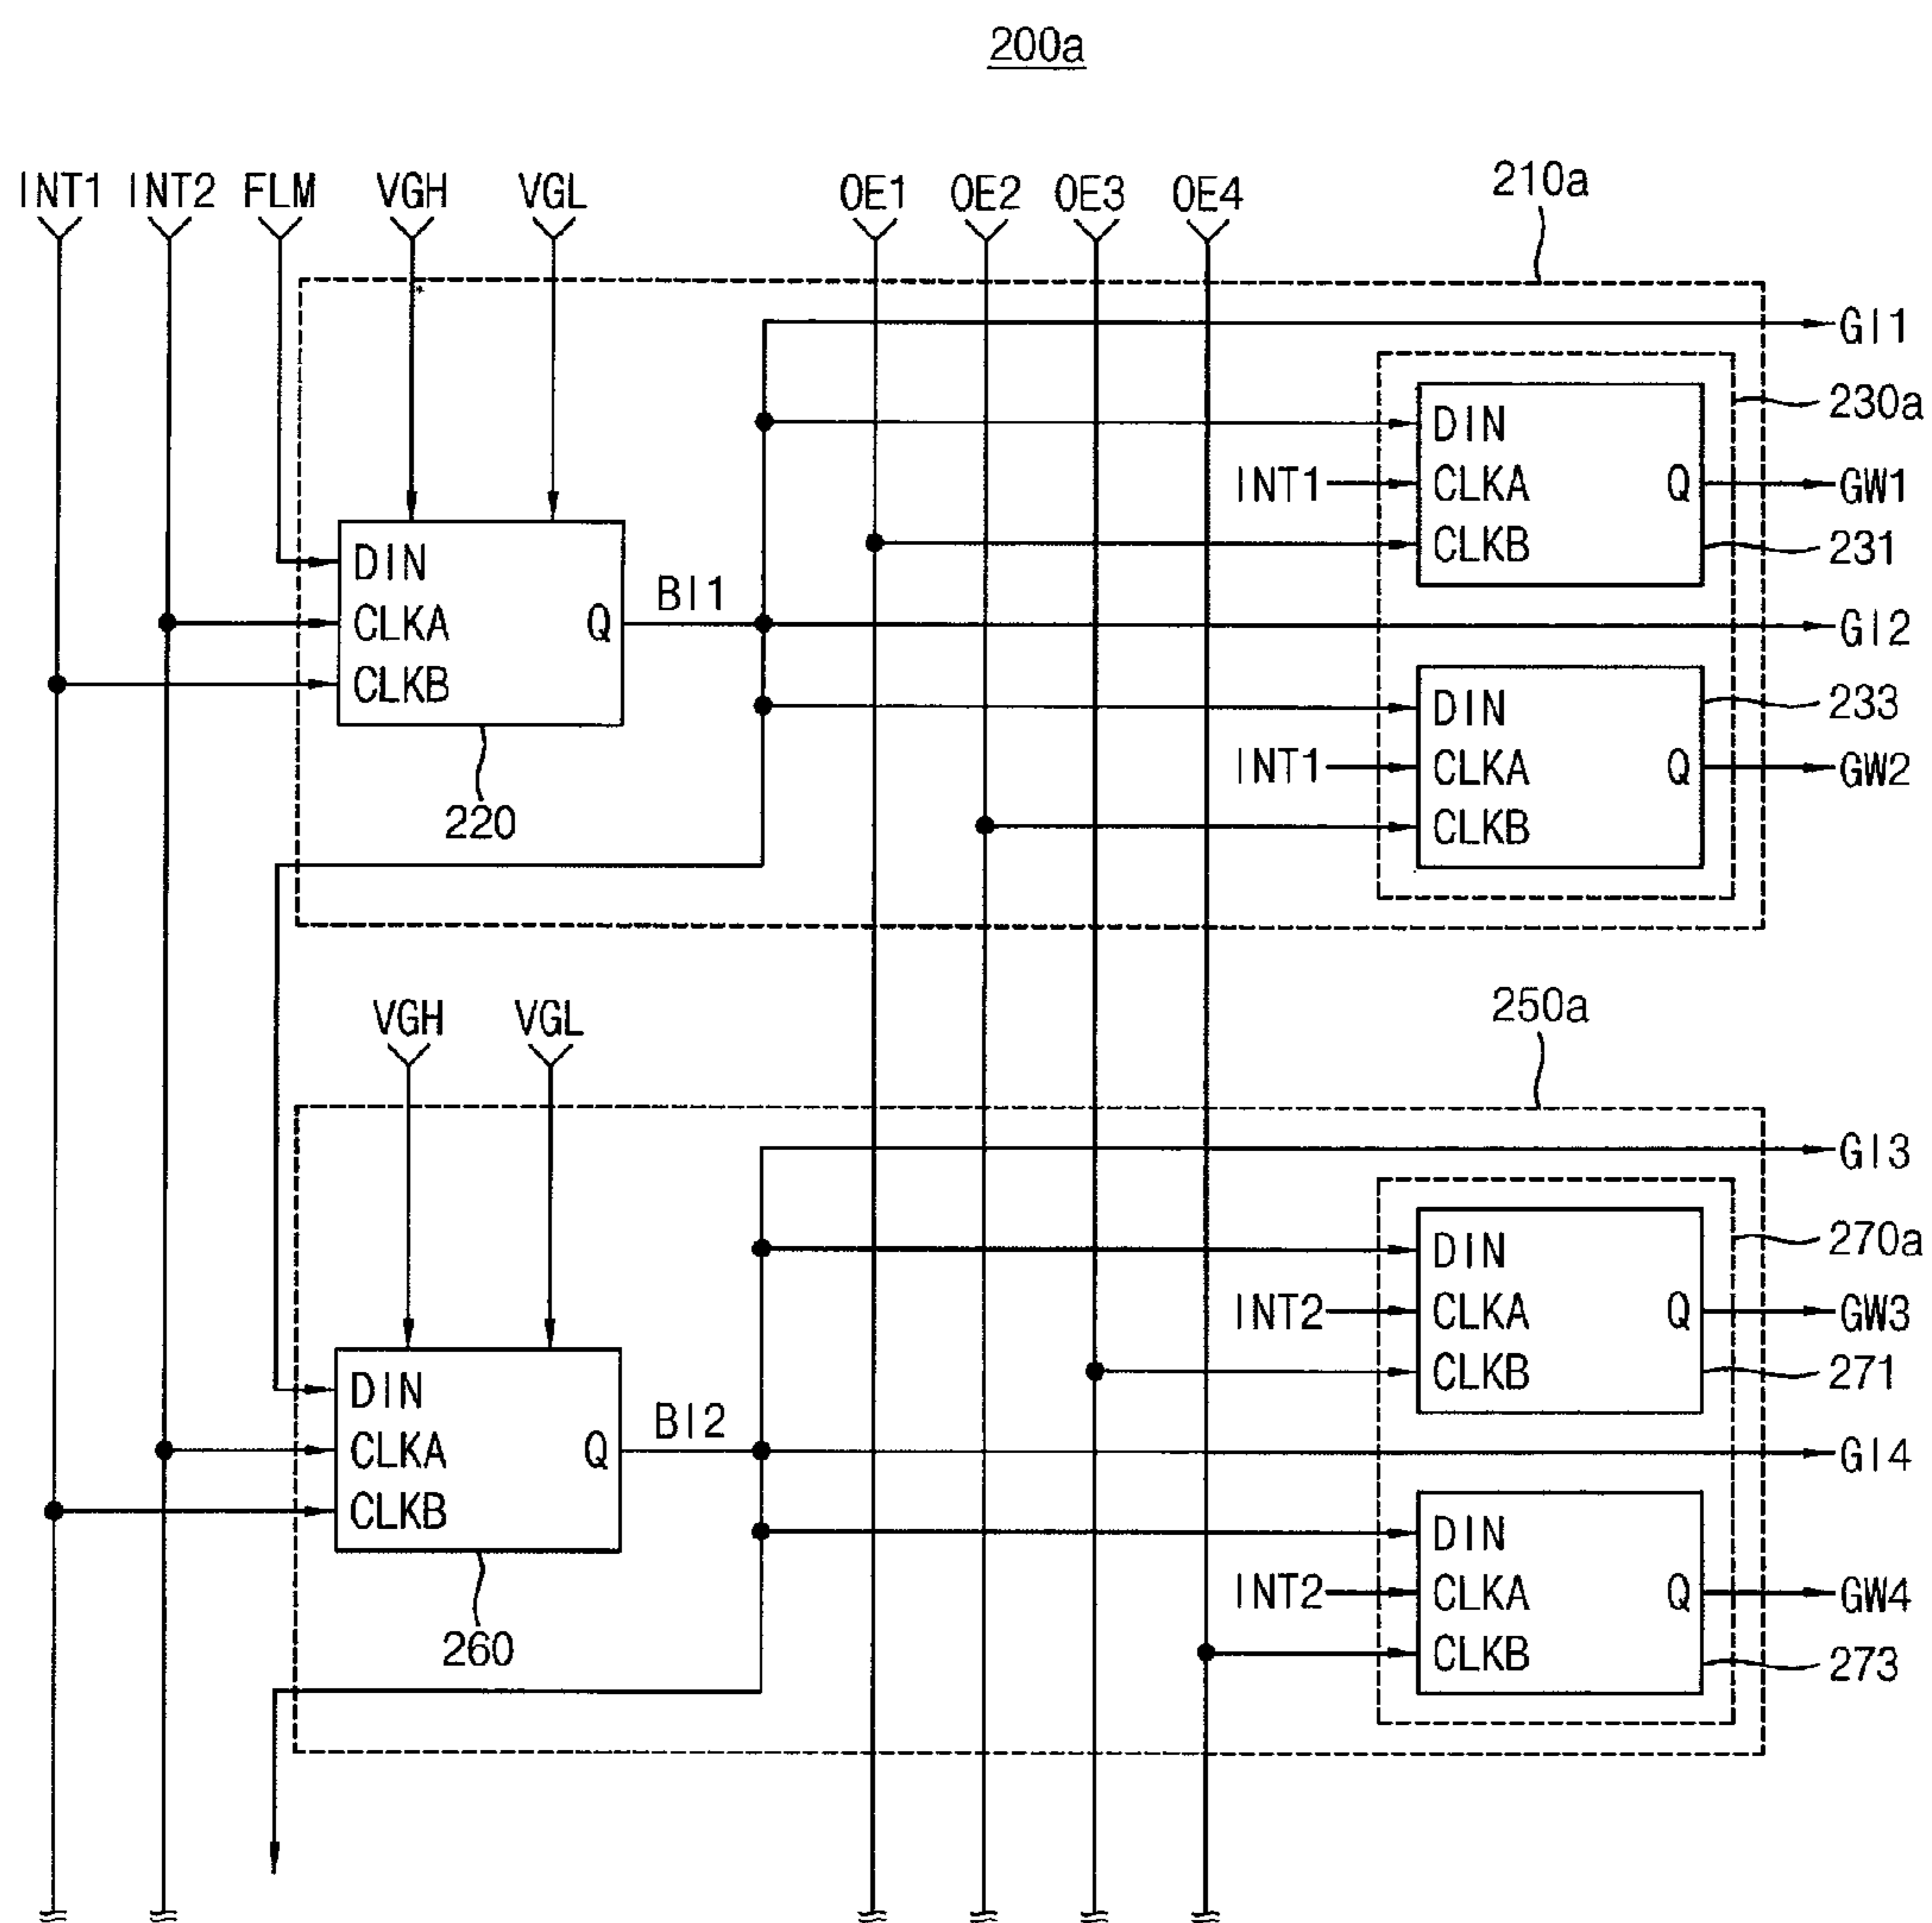 200a
INT1 INT2 FLM VGH VGL OE1 OE2 OE3 OE4 210a
GI1
230a
DIN
INT1 CLKA Q GW1
CLKB 231
DIN BI1
CLKA Q GI2
CLKB
DIN 233
INT1 CLKA Q GW2
220 CLKB
VGH VGL 250a
GI3
DIN 270a
INT2 CLKA Q GW3
DIN CLKB 271
BI2
CLKA Q GI4
CLKB
DIN
INT2 CLKA Q GW4
260 CLKB 273